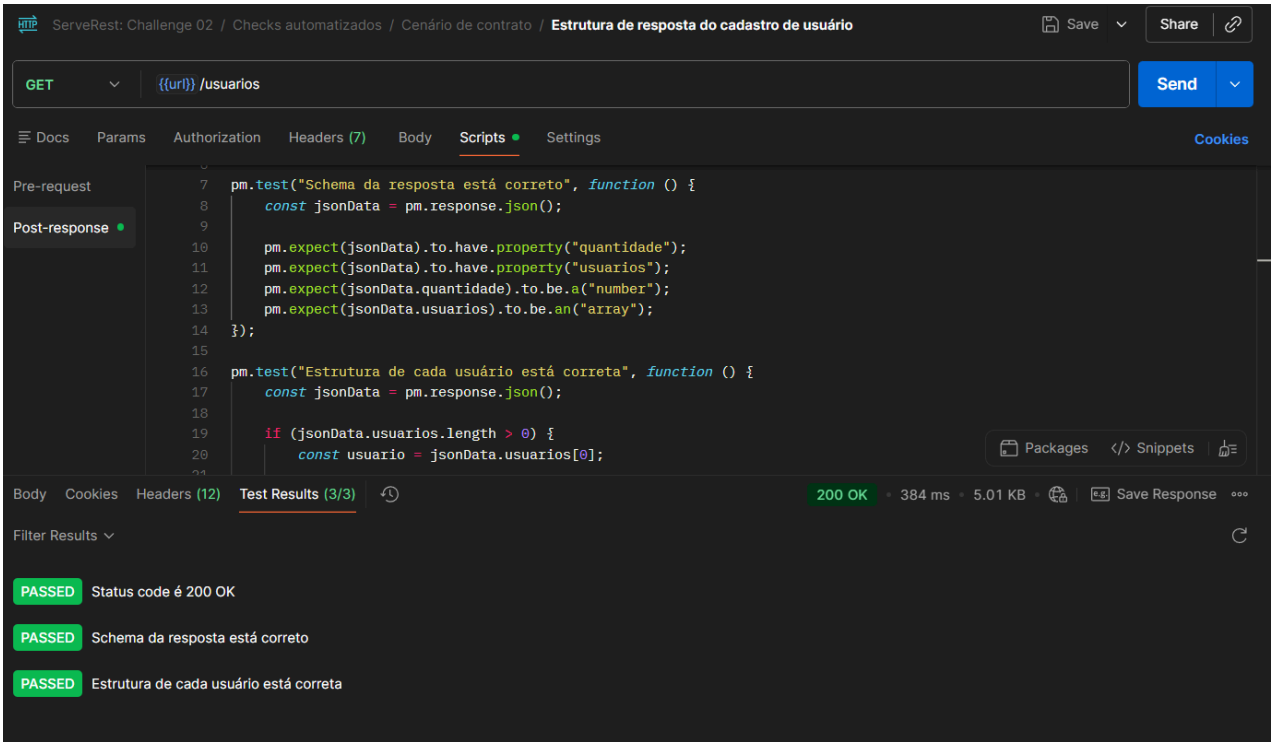 HTTP ServeRest: Challenge 02 / Checks automatizados / Cenário de contrato / Estrutura de resposta do cadastro de usuário Save Share
GET {{url}} /usuarios Send
Docs Params Authorization Headers (7) Body Scripts Settings Cookies
Pre-request
Post-response
7 pm.test("Schema da resposta está correto", function () {
8 const jsonData = pm.response.json();
9
10 pm.expect(jsonData).to.have.property("quantidade");
11 pm.expect(jsonData).to.have.property("usuarios");
12 pm.expect(jsonData.quantidade).to.be.a("number");
13 pm.expect(jsonData.usuarios).to.be.an("array");
14 });
15
16 pm.test("Estrutura de cada usuário está correta", function () {
17 const jsonData = pm.response.json();
18
19 if (jsonData.usuarios.length > 0) {
20 const usuario = jsonData.usuarios[0];
Packages </> Snippets
Body Cookies Headers (12) Test Results (3/3) 200 OK • 384 ms • 5.01 KB • e.g. Save Response
Filter Results
PASSED Status code é 200 OK
PASSED Schema da resposta está correto
PASSED Estrutura de cada usuário está correta